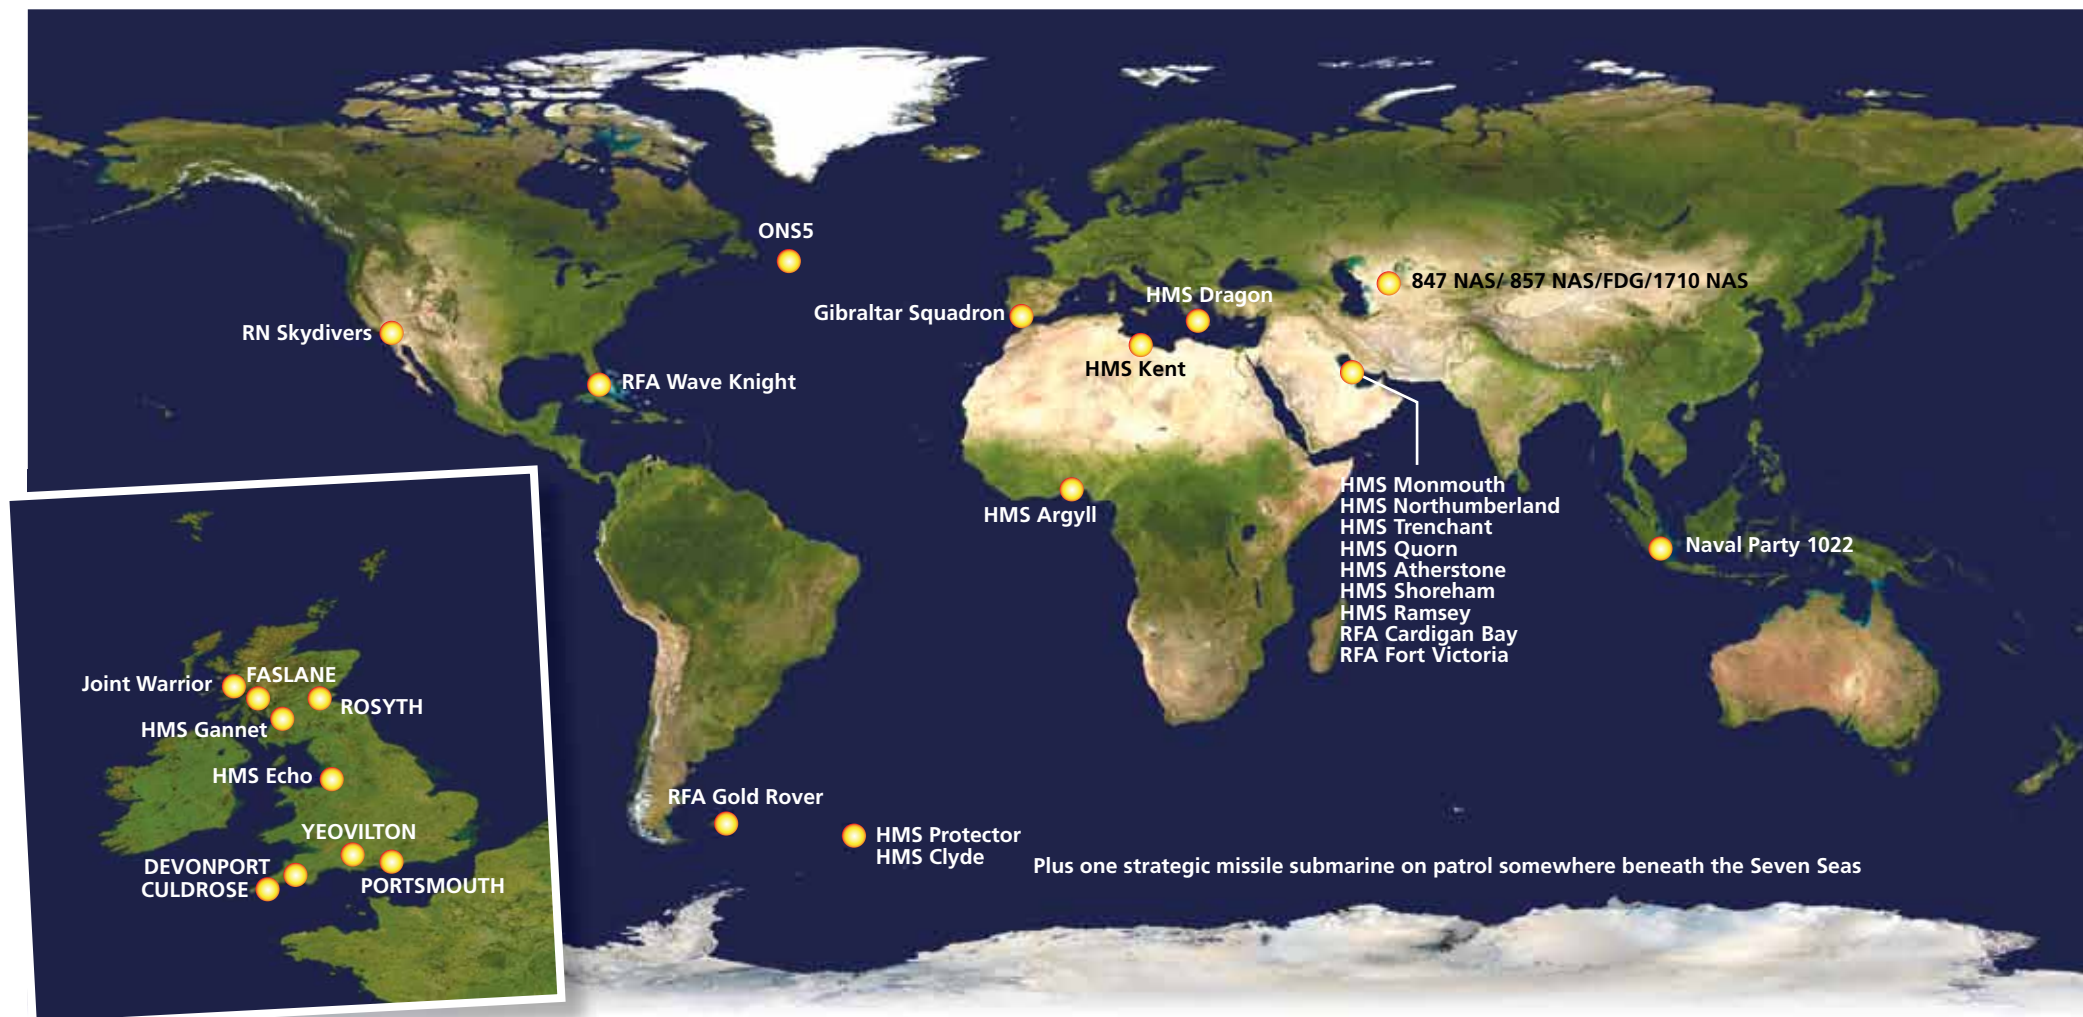 ONS5
847 NAS/ 857 NAS/FDG/1710 NAS
HMS Dragon
Gibraltar Squadron
RN Skydivers
HMS Kent
RFA Wave Knight
HMS Argyll
HMS Monmouth
HMS Northumberland
HMS Trenchant
HMS Quorn
HMS Atherstone
HMS Shoreham
HMS Ramsey
RFA Cardigan Bay
RFA Fort Victoria
Naval Party 1022
Joint Warrior
FASLANE
ROSYTH
HMS Gannet
HMS Echo
YEOVILTON
DEVONPORT
CULDROSE
PORTSMOUTH
RFA Gold Rover
HMS Protector
HMS Clyde
Plus one strategic missile submarine on patrol somewhere beneath the Seven Seas